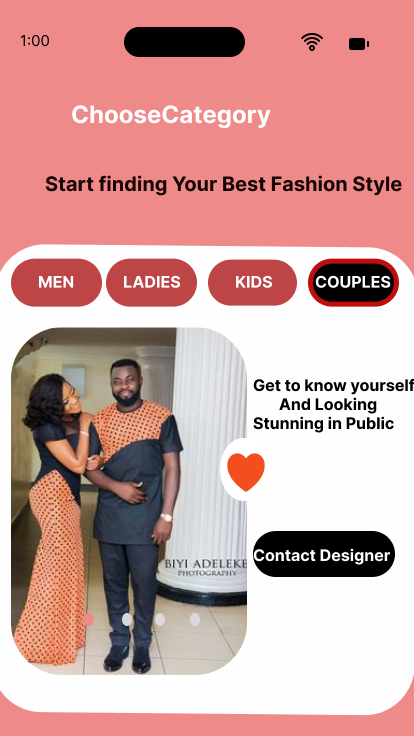 1:00
ChooseCategory
Start finding Your Best Fashion Style
MEN
LADIES
KIDS
COUPLES
Get to know yourself
And Looking
Stunning in Public
Contact Designer
BIYI ADELEKE
PHOTOGRAPHY